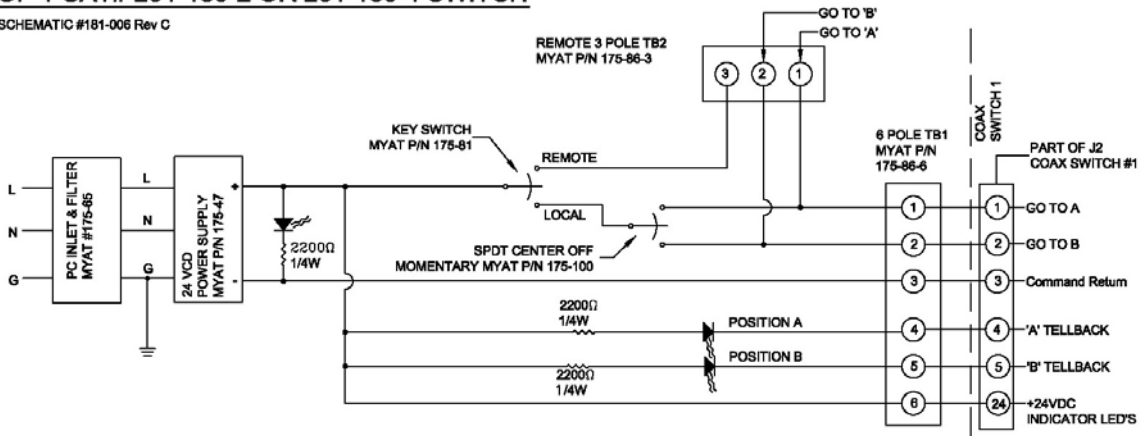 SCHEMATIC #181-006 Rev C
GO TO 'B'
GO TO 'A'
REMOTE 3 POLE TB2
MYAT P/N 175-86-3
3
2
1
KEY SWITCH
MYAT P/N 175-81
REMOTE
LOCAL
SPDT CENTER OFF
MOMENTARY MYAT P/N 175-100
6 POLE TB1
MYAT P/N
175-86-6
COAX
SWITCH 1
PART OF J2
COAX SWITCH #1
L
N
G
PC INLET & FILTER
MYAT #175-65
L
N
G
24 VCD
POWER SUPPLY
MYAT P/N 175-47
+
-
2200Ω
1/4W
1
1
GO TO A
2
2
GO TO B
3
3
Command Return
2200Ω
1/4W
POSITION A
4
4
'A' TELLBACK
POSITION B
2200Ω
1/4W
5
5
'B' TELLBACK
6
24
+24VDC
INDICATOR LED'S